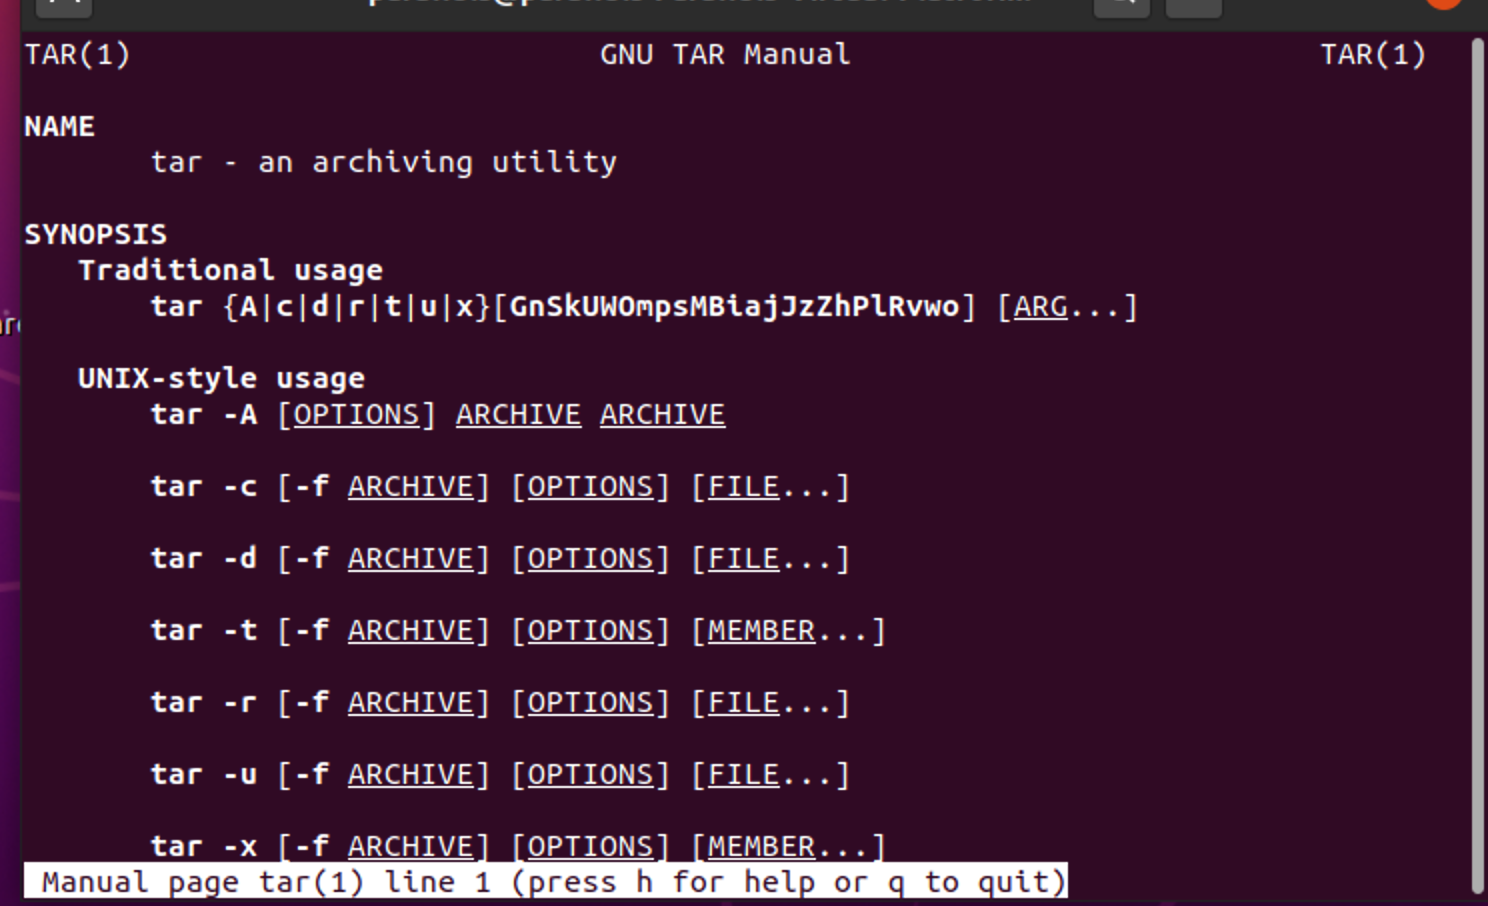 TAR(1) GNU TAR Manual TAR(1)
NAME
tar - an archiving utility
SYNOPSIS
Traditional usage
tar {A|c|d|r|t|u|x}[GnSkUWOmpsMBiajJzZhPlRvwo] [ARG...]
UNIX-style usage
tar -A [OPTIONS] ARCHIVE ARCHIVE
tar -c [-f ARCHIVE] [OPTIONS] [FILE...]
tar -d [-f ARCHIVE] [OPTIONS] [FILE...]
tar -t [-f ARCHIVE] [OPTIONS] [MEMBER...]
tar -r [-f ARCHIVE] [OPTIONS] [FILE...]
tar -u [-f ARCHIVE] [OPTIONS] [FILE...]
tar -x [-f ARCHIVE] [OPTIONS] [MEMBER...]
Manual page tar(1) line 1 (press h for help or q to quit)